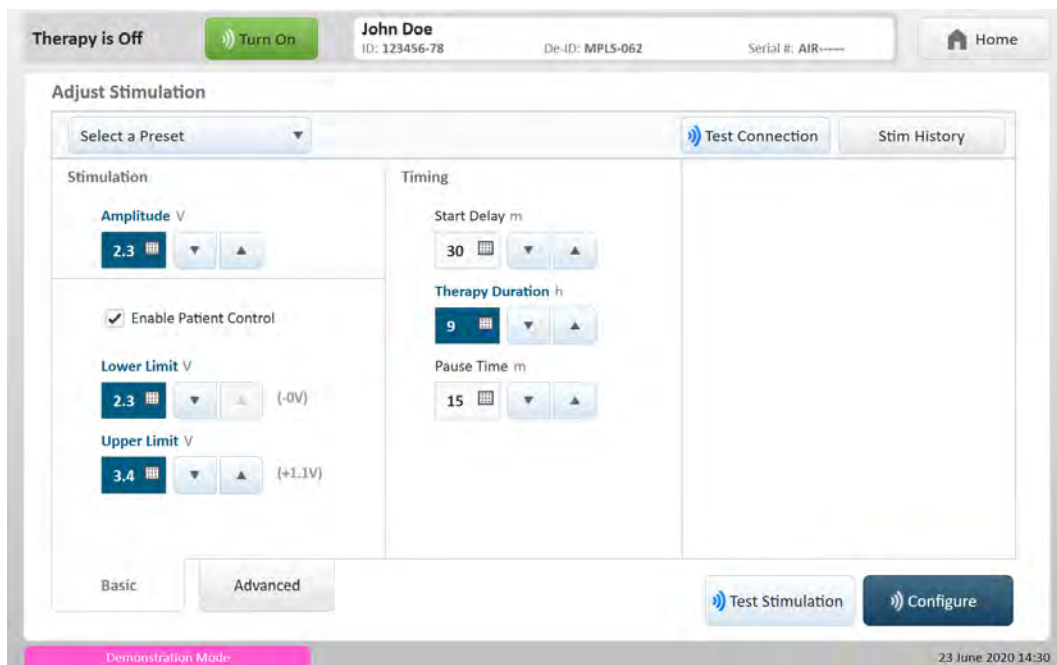 Therapy is Off
Turn On
John Doe
ID: 123456-78 De-ID: MPLS-062 Serial #: AIR------
Home
Adjust Stimulation
Select a Preset
Test Connection
Stim History
Stimulation
Timing
Amplitude V
2.3
Start Delay m
30
Enable Patient Control
Therapy Duration h
9
Lower Limit V
2.3 (-0V)
Pause Time m
15
Upper Limit V
3.4 (+1.1V)
Basic
Advanced
Test Stimulation
Configure
Demonstration Mode
23 June 2020 14:30